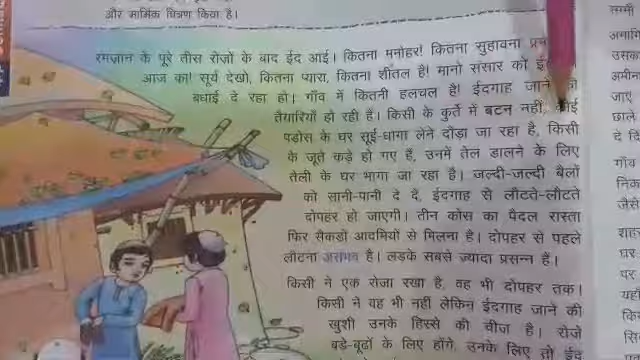 और मार्मिक चित्रण किया है।
रमज़ान के पूरे तीस रोज़ों के बाद ईद आई। कितना मनोहर! कितना सुहावना
आज का! सूर्य देखो, कितना प्यारा, कितना शीतल है! मानो संसार को
बधाई दे रहा हो। गाँव में कितनी हलचल है! ईदगाह जाने
तैयारियाँ हो रही हैं। किसी के कुर्ते में बटन नहीं,
पड़ोस के घर सूई-धागा लेने दौड़ा जा रहा है, किसी
के जूते कड़े हो गए हैं, उनमें तेल डालने के लिए
तेली के घर भागा जा रहा है। जल्दी-जल्दी बैलों
को सानी-पानी दे दें, ईदगाह से लौटते-लौटते
दोपहर हो जाएगी। तीन कोस का पैदल रास्ता
फिर सैकड़ों आदमियों से मिलना है। दोपहर से पहले
लौटना असंभव है। लड़के सबसे ज़्यादा प्रसन्न हैं।
किसी ने एक रोज़ा रखा है, वह भी दोपहर तक।
किसी ने वह भी नहीं लेकिन ईदगाह जाने की
खुशी उनके हिस्से की चीज है। रोज़े
बड़े-बूढ़ों के लिए होंगे, उनके लिए तो ईद